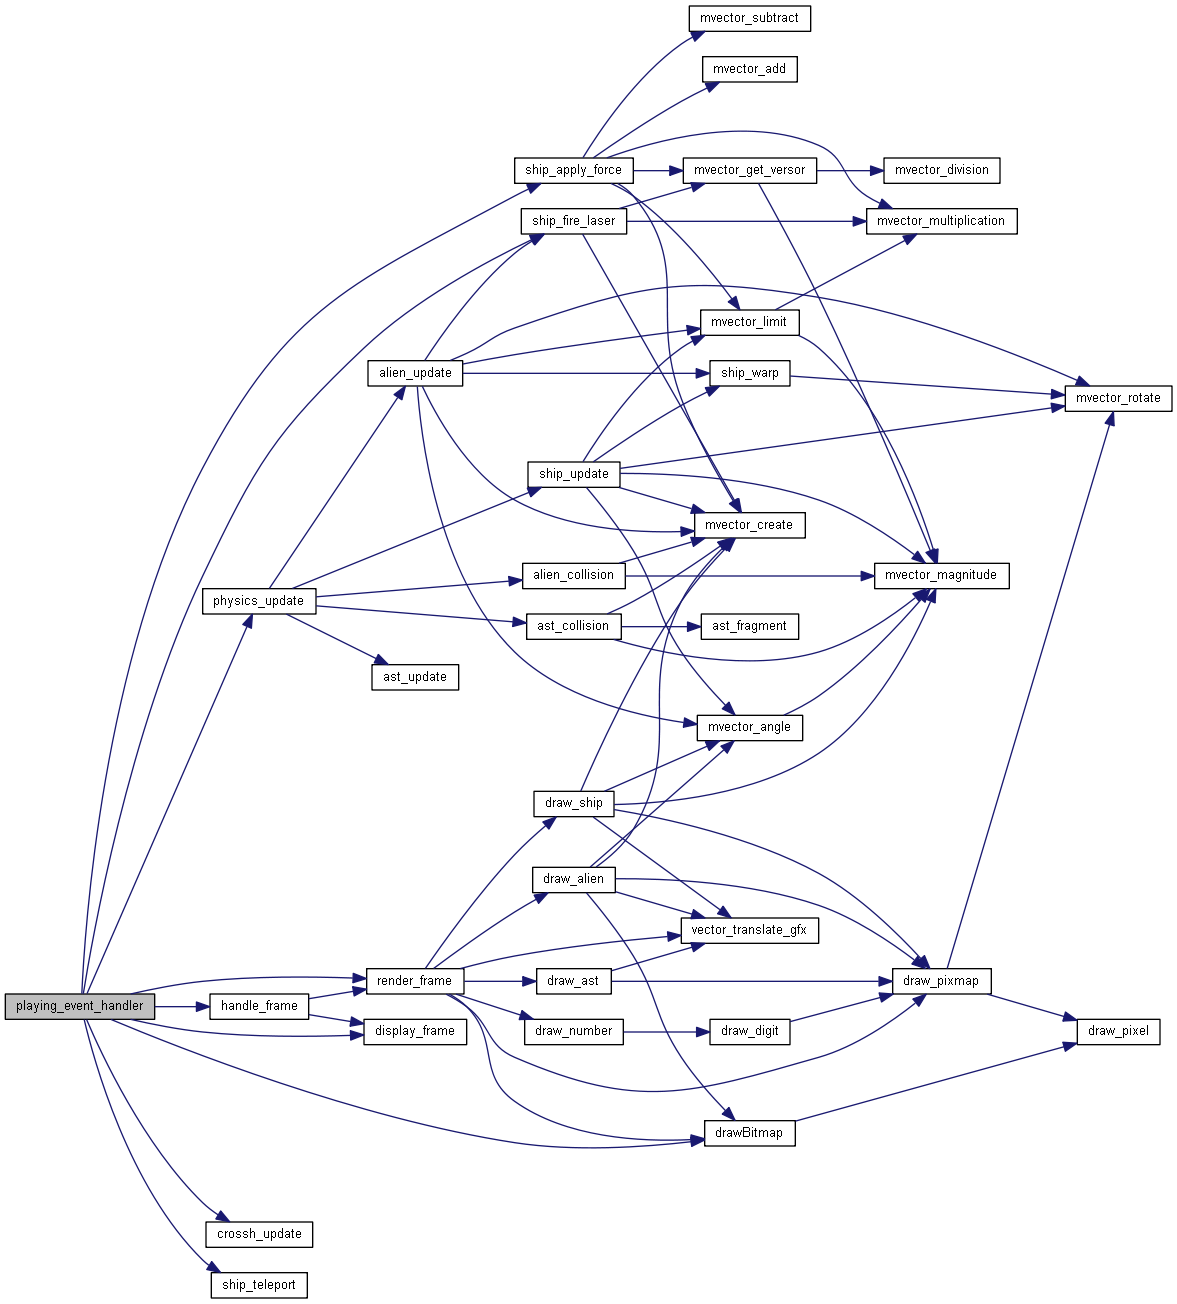 mvector_subtract
mvector_add
ship_apply_force
mvector_get_versor
mvector_division
ship_fire_laser
mvector_multiplication
mvector_limit
alien_update
ship_warp
mvector_rotate
ship_update
mvector_create
alien_collision
mvector_magnitude
physics_update
ast_collision
ast_fragment
ast_update
mvector_angle
draw_ship
draw_alien
vector_translate_gfx
render_frame
draw_ast
draw_pixmap
playing_event_handler
handle_frame
display_frame
draw_number
draw_digit
draw_pixel
drawBitmap
crossh_update
ship_teleport